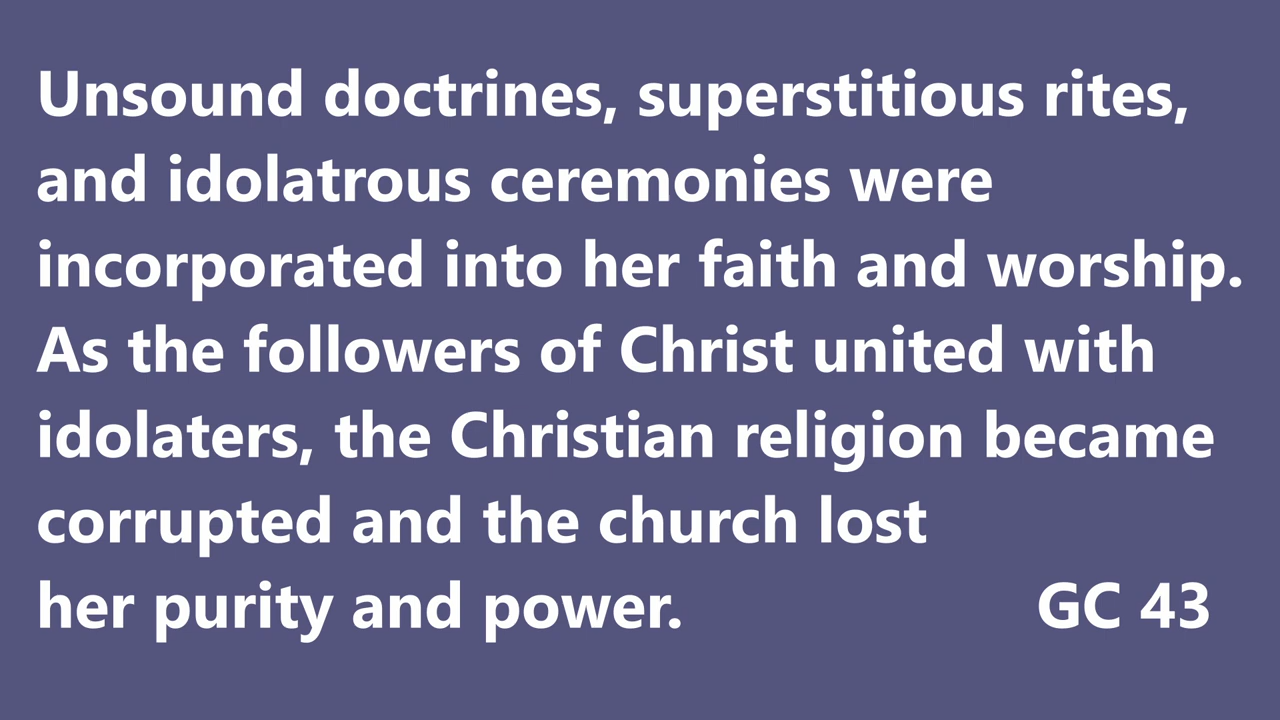 Unsound doctrines, superstitious rites,
and idolatrous ceremonies were
incorporated into her faith and worship.
As the followers of Christ united with
idolaters, the Christian religion became
corrupted and the church lost
her purity and power. GC 43